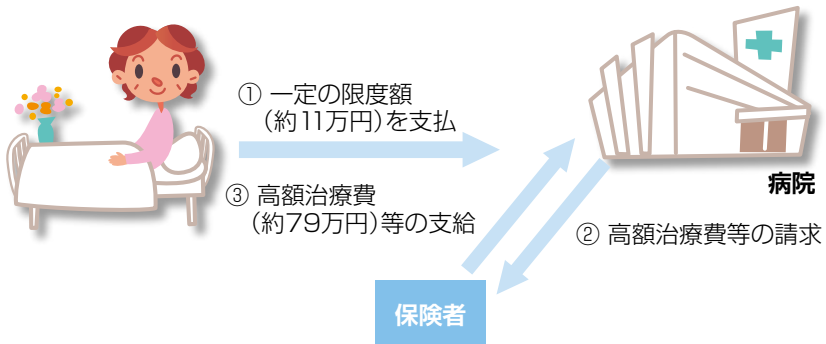 ① 一定の限度額
(約11万円)を支払
病院
③ 高額治療費
(約79万円)等の支給
② 高額治療費等の請求
保険者